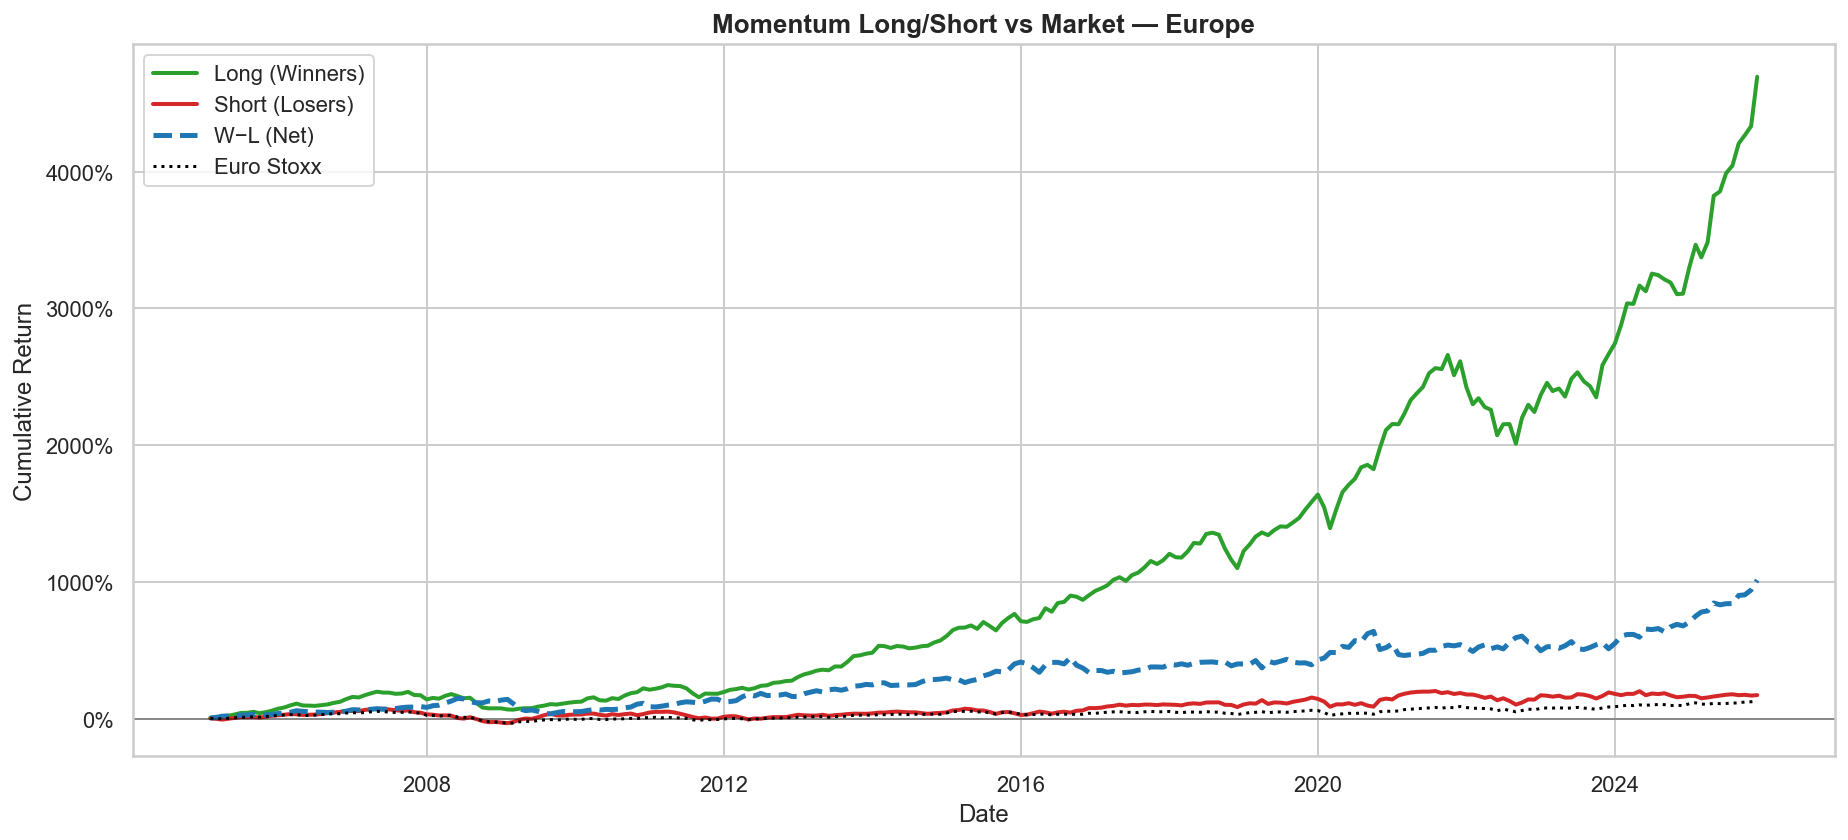 Momentum Long/Short vs Market — Europe
Long (Winners)
Short (Losers)
W−L (Net)
Euro Stoxx
4000%
3000%
2000%
1000%
0%
Cumulative Return
2008
2012
2016
2020
2024
Date